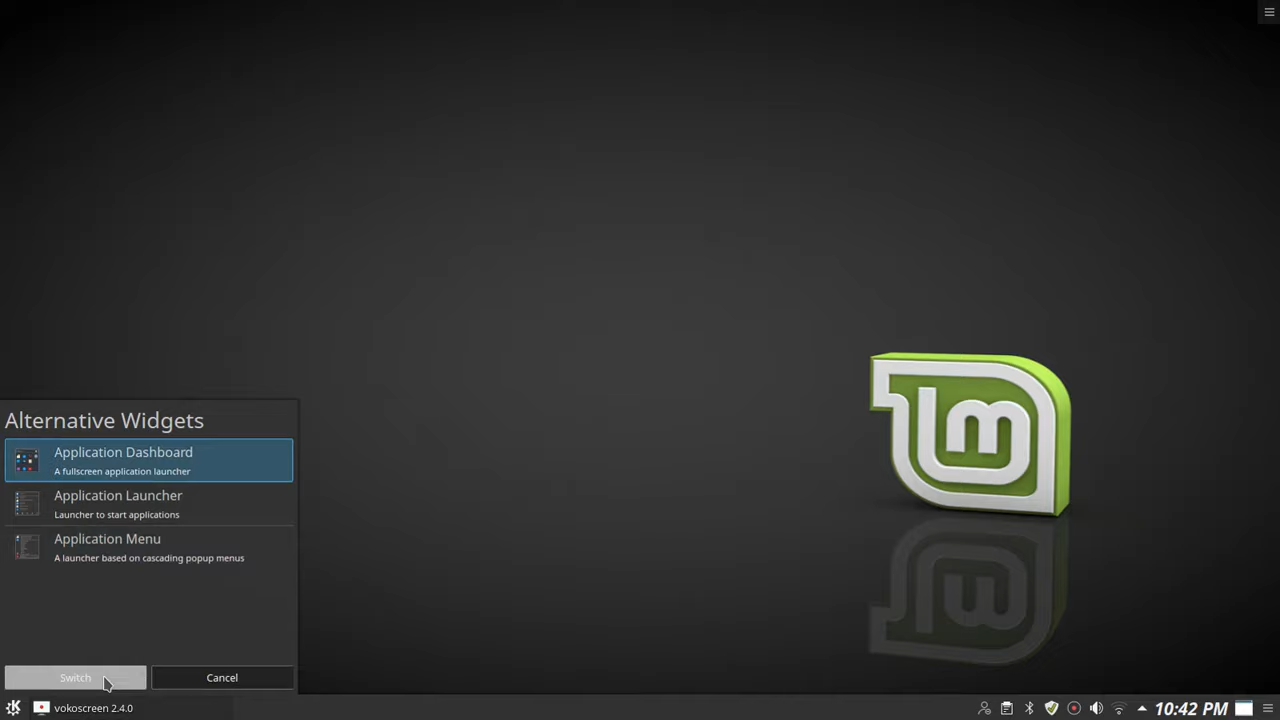 Alternative Widgets
Application Dashboard
A fullscreen application launcher
Application Launcher
Launcher to start applications
Application Menu
A launcher based on cascading popup menus
Switch
Cancel
vokoscreen 2.4.0
10:42 PM
lm